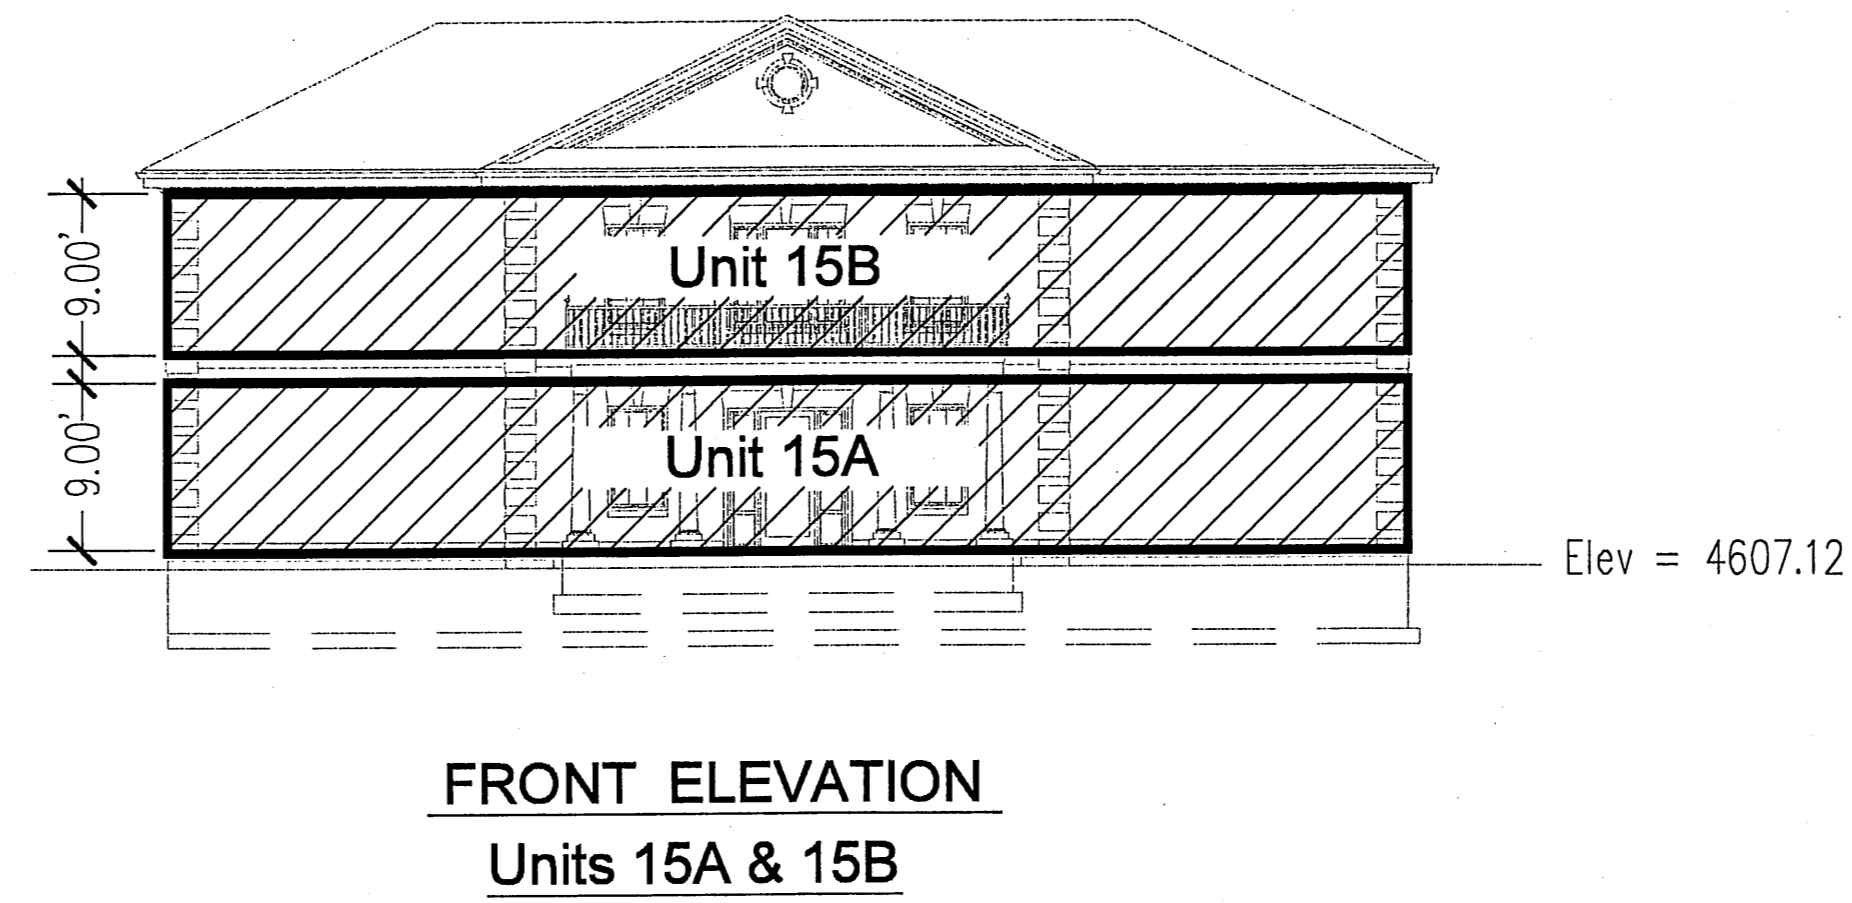 9.00'
Unit 15B
9.00'
Unit 15A
Elev = 4607.12
FRONT ELEVATION
Units 15A & 15B